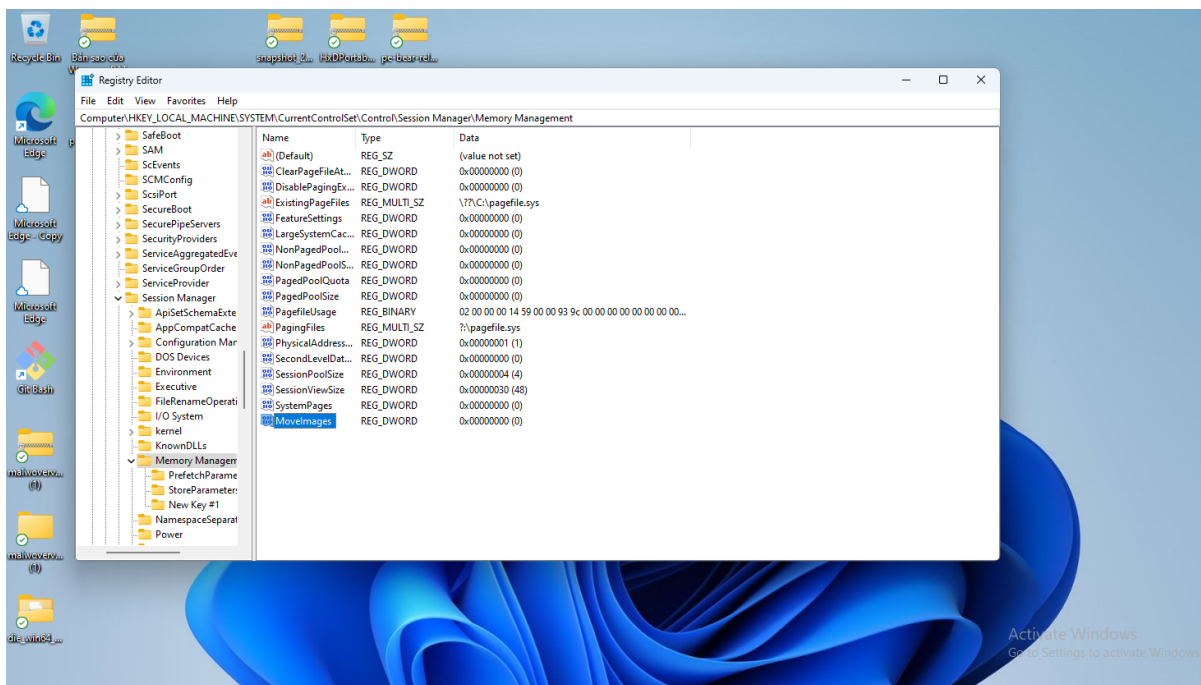 Recycle Bin
Bản sao của
snapshot_2...
HxDPortab...
pe-bear-rel...
Registry Editor
File Edit View Favorites Help
Computer\HKEY_LOCAL_MACHINE\SYSTEM\CurrentControlSet\Control\Session Manager\Memory Management
Microsoft
Edge
Microsoft
Edge - Copy
Microsoft
Edge
Git Bash
malwoverv...
(1)
malwoverv...
(1)
die_win64_...
SafeBoot
SAM
ScEvents
SCMConfig
ScsiPort
SecureBoot
SecurePipeServers
SecurityProviders
ServiceAggregatedEve
ServiceGroupOrder
ServiceProvider
Session Manager
ApiSetSchemaExte
AppCompatCache
Configuration Mar
DOS Devices
Environment
Executive
FileRenameOperati
I/O System
kernel
KnownDLLs
Memory Managem
PrefetchParame
StoreParameters
New Key #1
NamespaceSeparat
Power
Name Type Data
(Default) REG_SZ (value not set)
ClearPageFileAt... REG_DWORD 0x00000000 (0)
DisablePagingEx... REG_DWORD 0x00000000 (0)
ExistingPageFiles REG_MULTI_SZ \??\C:\pagefile.sys
FeatureSettings REG_DWORD 0x00000000 (0)
LargeSystemCac... REG_DWORD 0x00000000 (0)
NonPagedPool... REG_DWORD 0x00000000 (0)
NonPagedPoolS... REG_DWORD 0x00000000 (0)
PagedPoolQuota REG_DWORD 0x00000000 (0)
PagedPoolSize REG_DWORD 0x00000000 (0)
PagefileUsage REG_BINARY 02 00 00 00 14 59 00 00 93 9c 00 00 00 00 00 00 00 00...
PagingFiles REG_MULTI_SZ ?:\pagefile.sys
PhysicalAddress... REG_DWORD 0x00000001 (1)
SecondLevelDat... REG_DWORD 0x00000000 (0)
SessionPoolSize REG_DWORD 0x00000004 (4)
SessionViewSize REG_DWORD 0x00000030 (48)
SystemPages REG_DWORD 0x00000000 (0)
MoveImages REG_DWORD 0x00000000 (0)
Activate Windows
Go to Settings to activate Windows